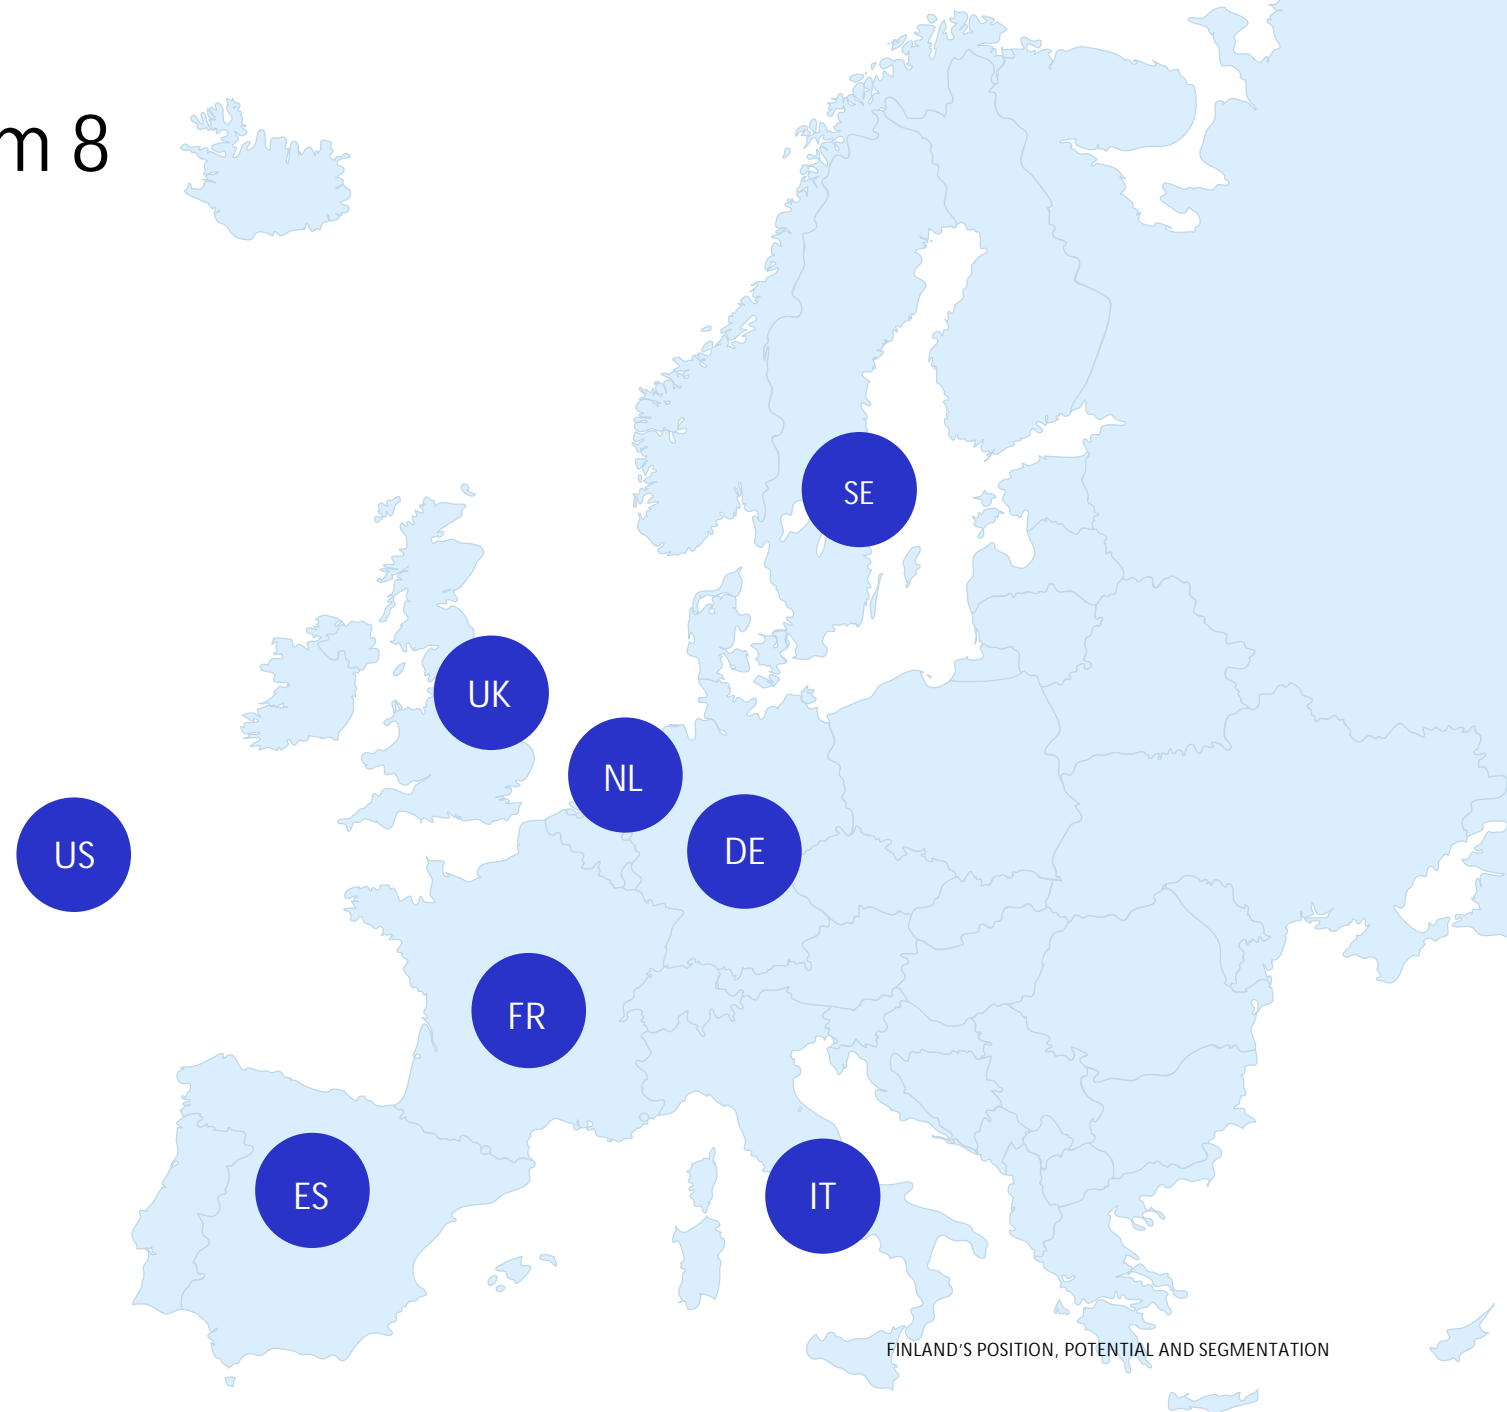 m 8
SE
UK
NL
US
DE
FR
ES
IT
FINLAND'S POSITION, POTENTIAL AND SEGMENTATION